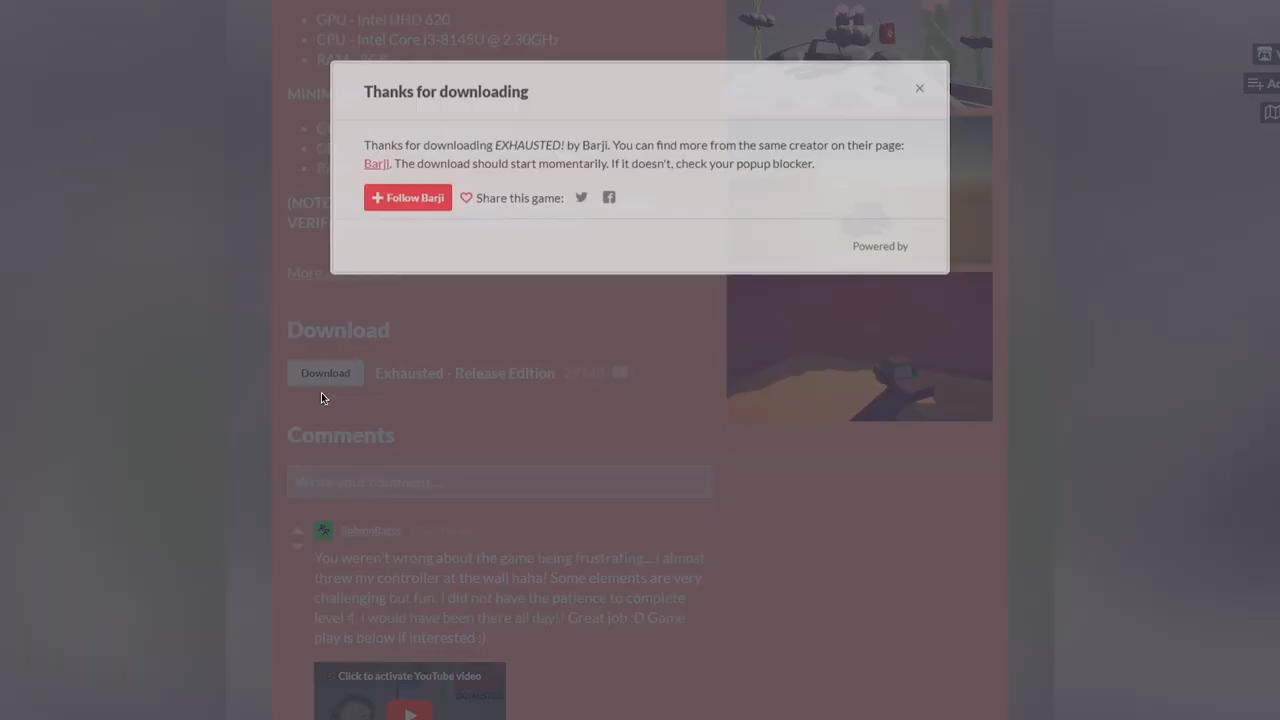 GPU - Intel UHD 620
CPU - Intel Core i3-8145U @ 2.30GHz
Thanks for downloading
Thanks for downloading EXHAUSTED! by Barji. You can find more from the same creator on their page:
Barji. The download should start momentarily. If it doesn't, check your popup blocker.
Follow Barji
Share this game:
Powered by
More
Download
Download
Exhausted - Release Edition
Comments
You weren't wrong about the game being frustrating....I almost
threw my controller at the wall haha! Some elements are very
challenging but fun. I did not have the patience to complete
level 4. I would have been there all day!! Great job :D Game
play is below if interested :)
Click to activate YouTube video